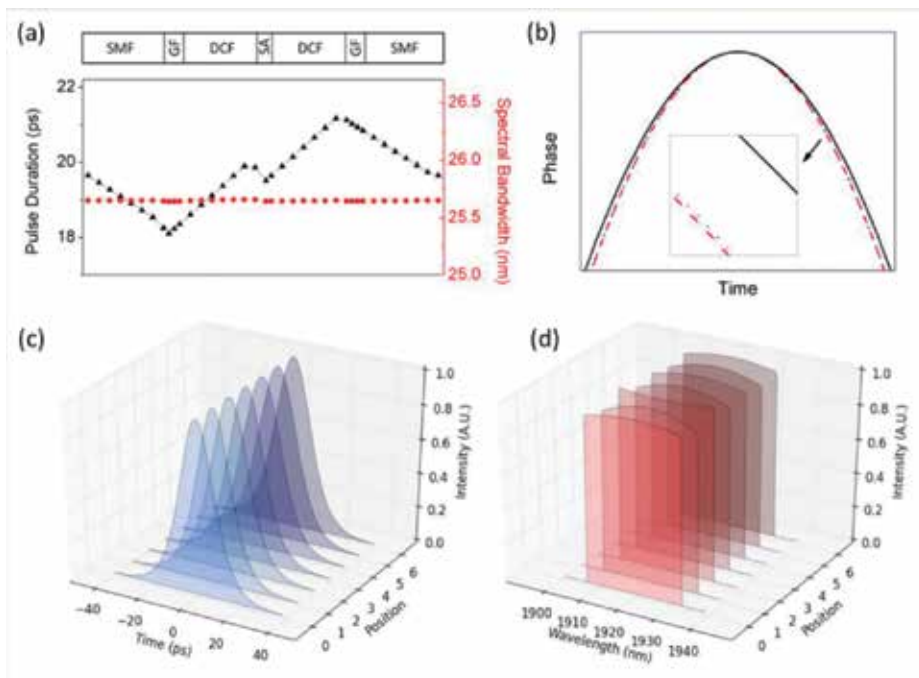 (a)
SMF GF DCF SA DCF GF SMF
Pulse Duration (ps)
22
20
18
26.5
26.0
25.5
25.0
Spectral Bandwidth (nm)
(b)
Phase
Time
(c)
1.0
0.8
0.6
0.4
0.2
0.0
Intensity (A.U.)
−40
−20
0
20
40
Time (ps)
0 1 2 3 4 5 6
Position
(d)
1.0
0.8
0.6
0.4
0.2
0.0
Intensity (A.U.)
1900
1910
1920
1930
1940
Wavelength (nm)
0 1 2 3 4 5 6
Position